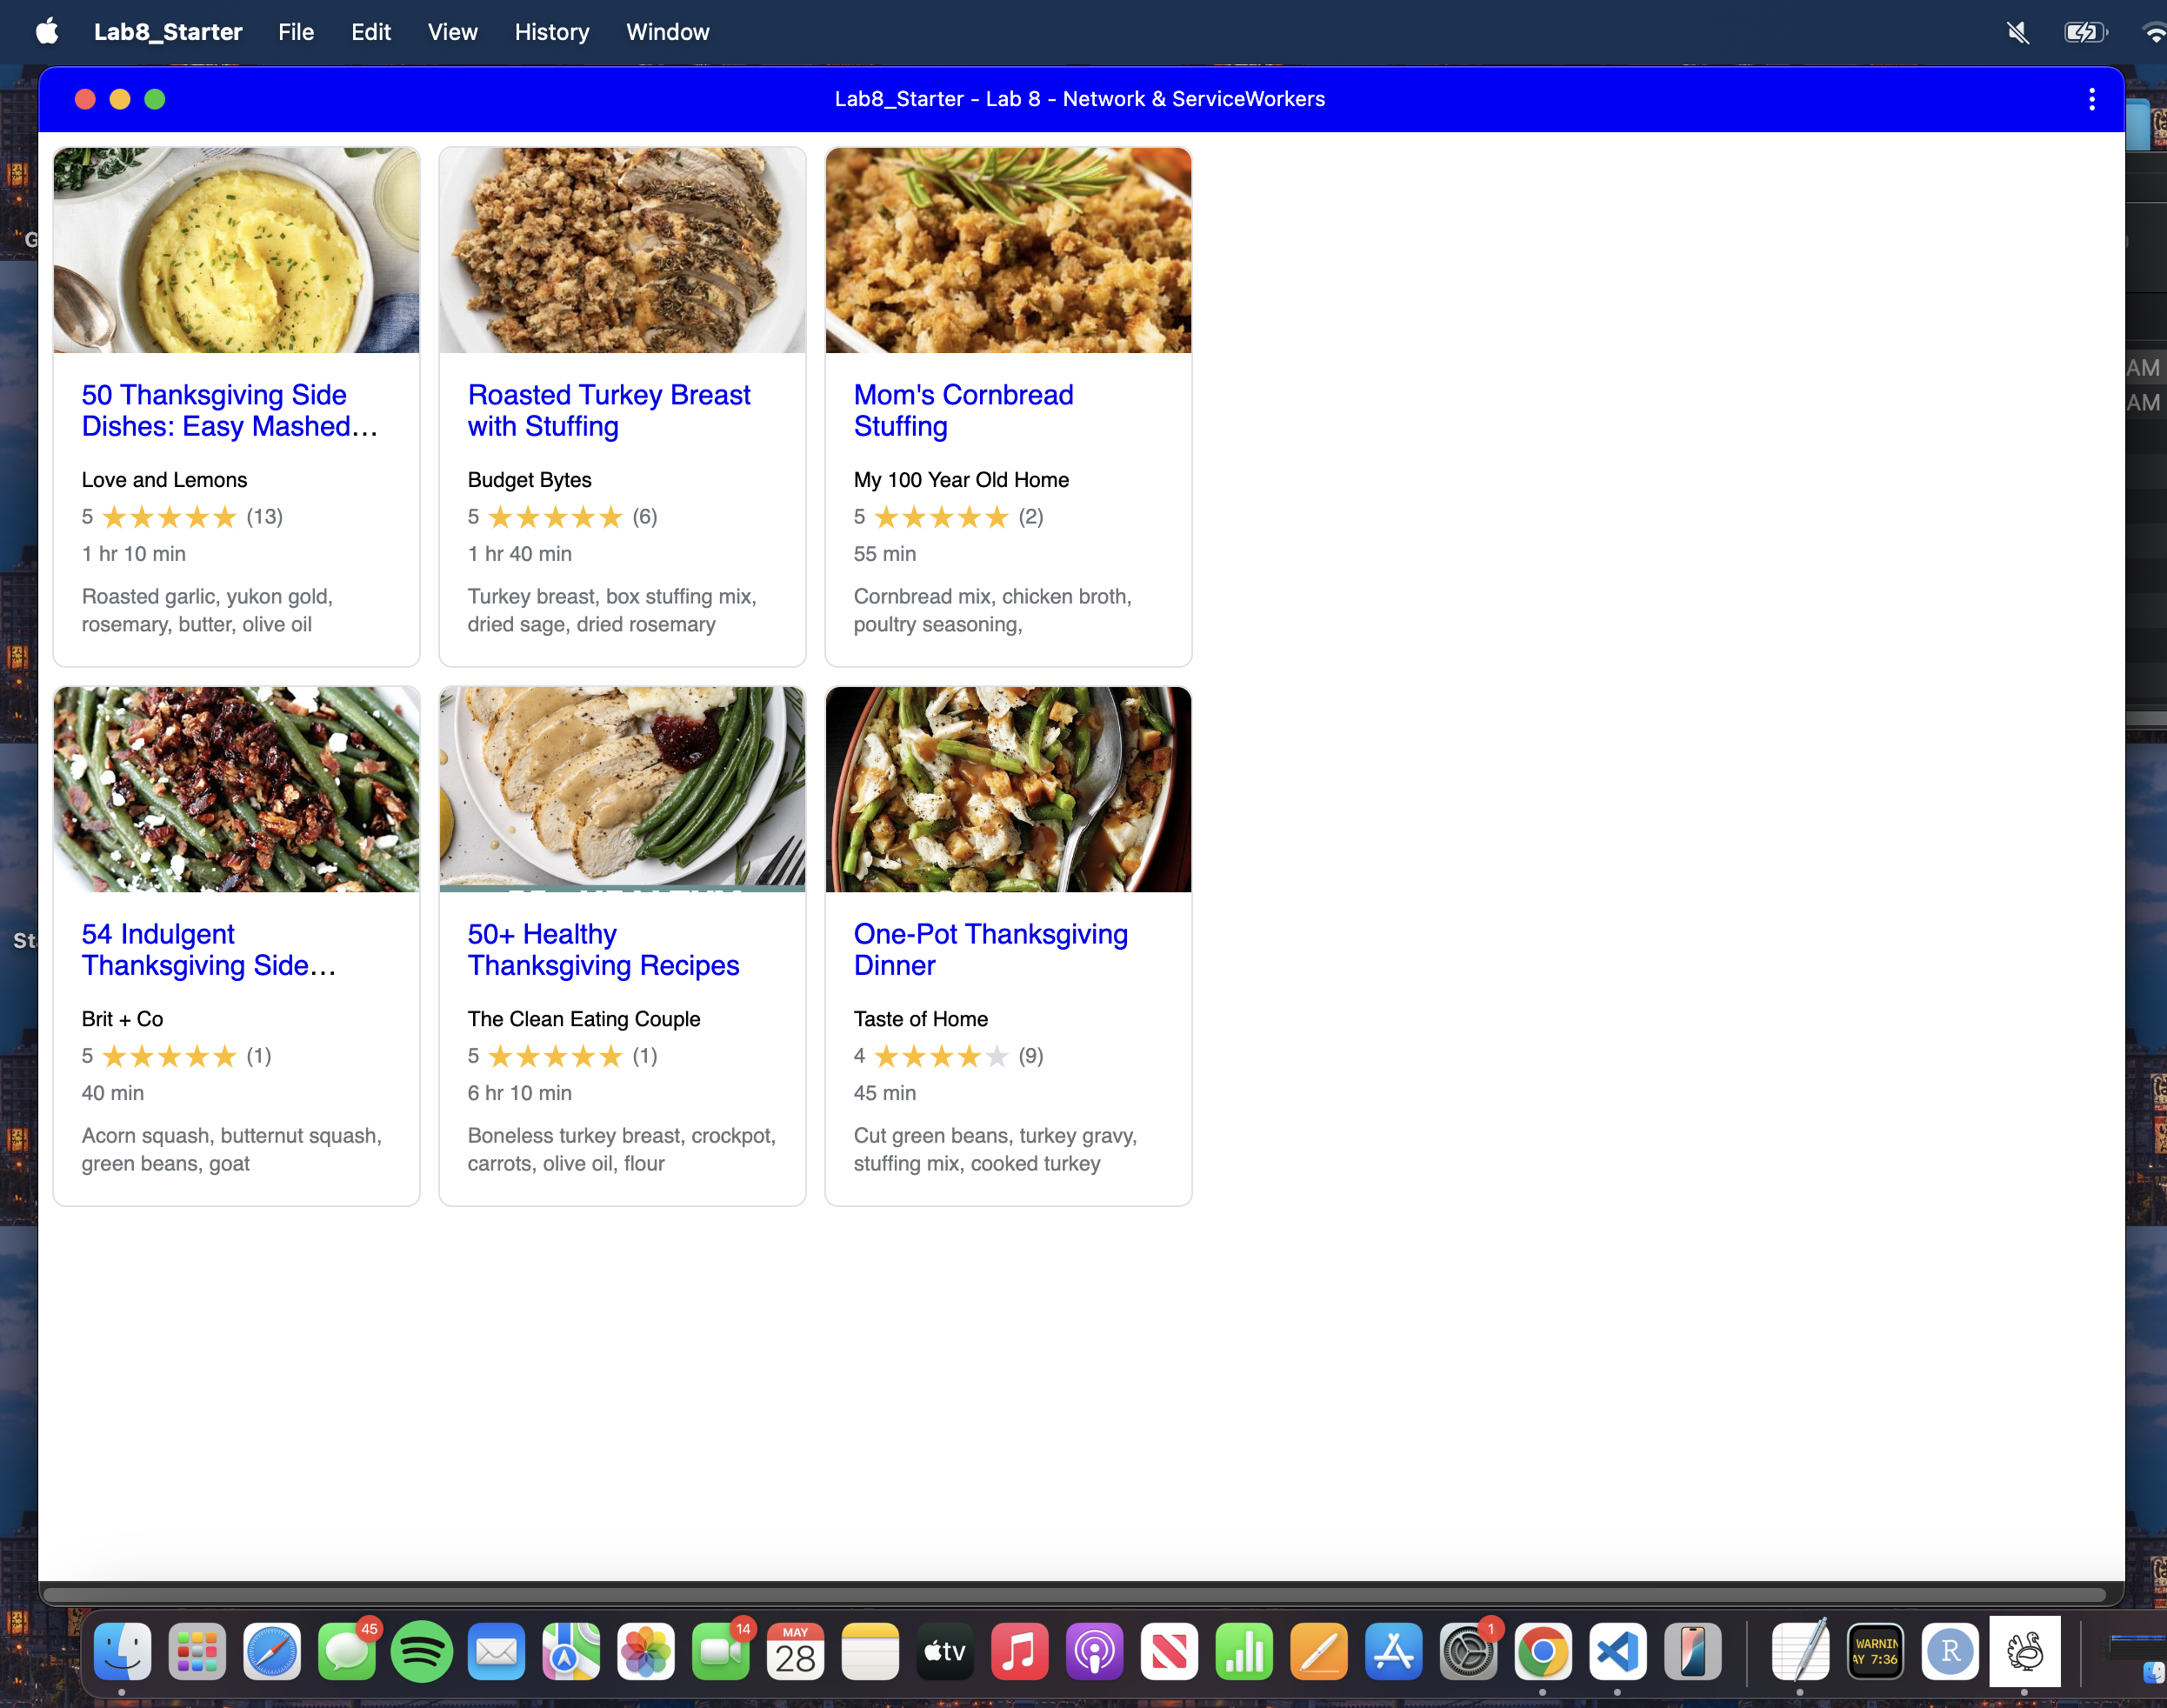 Lab8_Starter File Edit View History Window
Lab8_Starter - Lab 8 - Network & ServiceWorkers
G
AM
AM
50 Thanksgiving Side
Dishes: Easy Mashed…
Love and Lemons
5 ★★★★★ (13)
1 hr 10 min
Roasted garlic, yukon gold,
rosemary, butter, olive oil
Roasted Turkey Breast
with Stuffing
Budget Bytes
5 ★★★★★ (6)
1 hr 40 min
Turkey breast, box stuffing mix,
dried sage, dried rosemary
Mom's Cornbread
Stuffing
My 100 Year Old Home
5 ★★★★★ (2)
55 min
Cornbread mix, chicken broth,
poultry seasoning,
St
54 Indulgent
Thanksgiving Side…
Brit + Co
5 ★★★★★ (1)
40 min
Acorn squash, butternut squash,
green beans, goat
50+ Healthy
Thanksgiving Recipes
The Clean Eating Couple
5 ★★★★★ (1)
6 hr 10 min
Boneless turkey breast, crockpot,
carrots, olive oil, flour
One-Pot Thanksgiving
Dinner
Taste of Home
4 ★★★★★ (9)
45 min
Cut green beans, turkey gravy,
stuffing mix, cooked turkey
45
14
MAY
28
tv
1
WARNIN
AY 7:36
R